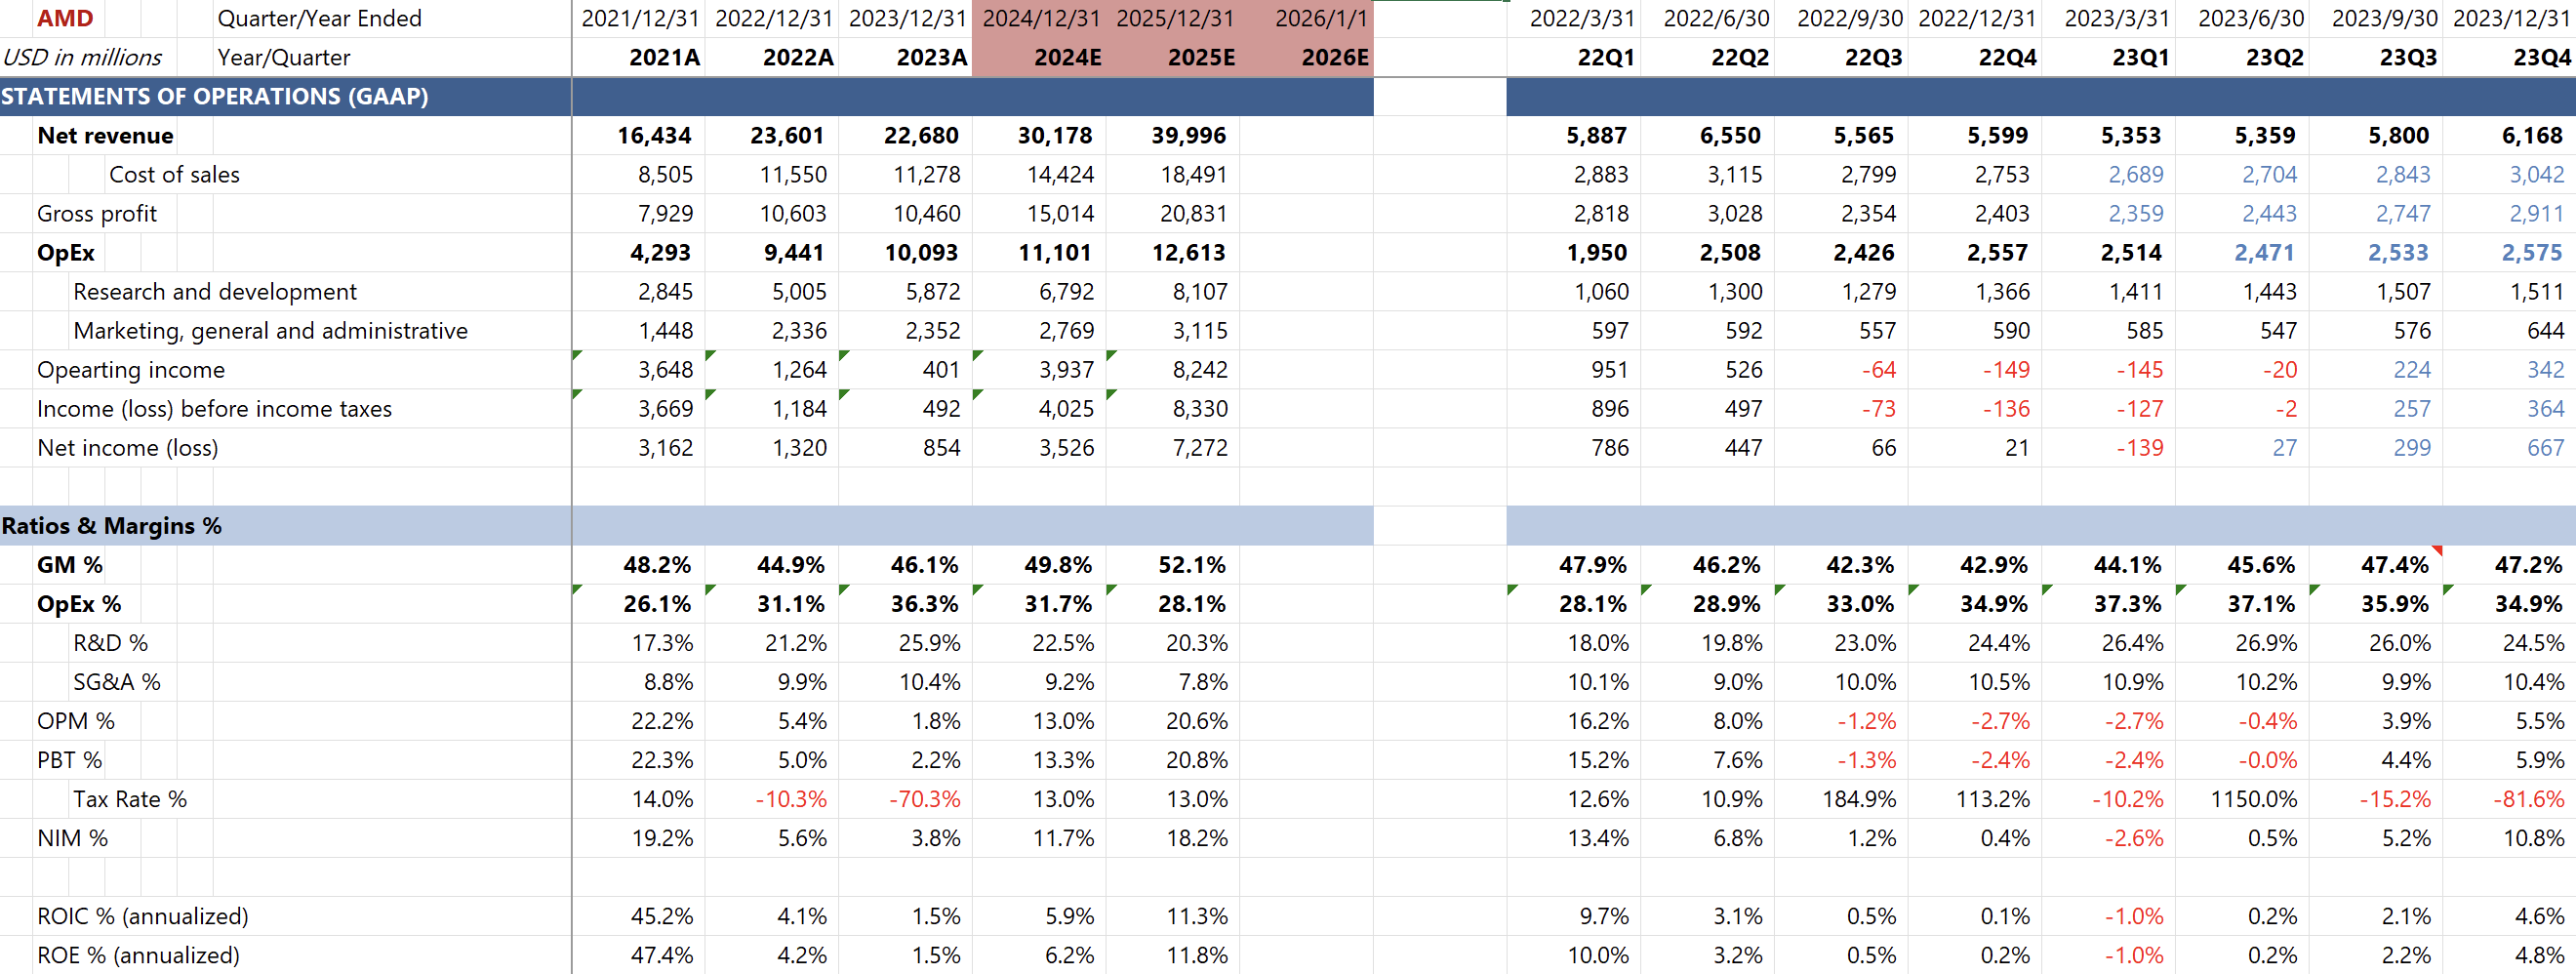 AMD Quarter/Year Ended 2021/12/31 2022/12/31 2023/12/31 2024/12/31 2025/12/31 2026/1/1 2022/3/31 2022/6/30 2022/9/30 2022/12/31 2023/3/31 2023/6/30 2023/9/30 2023/12/31
USD in millions Year/Quarter 2021A 2022A 2023A 2024E 2025E 2026E 22Q1 22Q2 22Q3 22Q4 23Q1 23Q2 23Q3 23Q4
STATEMENTS OF OPERATIONS (GAAP)
Net revenue 16,434 23,601 22,680 30,178 39,996 5,887 6,550 5,565 5,599 5,353 5,359 5,800 6,168
Cost of sales 8,505 11,550 11,278 14,424 18,491 2,883 3,115 2,799 2,753 2,689 2,704 2,843 3,042
Gross profit 7,929 10,603 10,460 15,014 20,831 2,818 3,028 2,354 2,403 2,359 2,443 2,747 2,911
OpEx 4,293 9,441 10,093 11,101 12,613 1,950 2,508 2,426 2,557 2,514 2,471 2,533 2,575
Research and development 2,845 5,005 5,872 6,792 8,107 1,060 1,300 1,279 1,366 1,411 1,443 1,507 1,511
Marketing, general and administrative 1,448 2,336 2,352 2,769 3,115 597 592 557 590 585 547 576 644
Opearting income 3,648 1,264 401 3,937 8,242 951 526 -64 -149 -145 -20 224 342
Income (loss) before income taxes 3,669 1,184 492 4,025 8,330 896 497 -73 -136 -127 -2 257 364
Net income (loss) 3,162 1,320 854 3,526 7,272 786 447 66 21 -139 27 299 667
Ratios & Margins %
GM % 48.2% 44.9% 46.1% 49.8% 52.1% 47.9% 46.2% 42.3% 42.9% 44.1% 45.6% 47.4% 47.2%
OpEx % 26.1% 31.1% 36.3% 31.7% 28.1% 28.1% 28.9% 33.0% 34.9% 37.3% 37.1% 35.9% 34.9%
R&D % 17.3% 21.2% 25.9% 22.5% 20.3% 18.0% 19.8% 23.0% 24.4% 26.4% 26.9% 26.0% 24.5%
SG&A % 8.8% 9.9% 10.4% 9.2% 7.8% 10.1% 9.0% 10.0% 10.5% 10.9% 10.2% 9.9% 10.4%
OPM % 22.2% 5.4% 1.8% 13.0% 20.6% 16.2% 8.0% -1.2% -2.7% -2.7% -0.4% 3.9% 5.5%
PBT % 22.3% 5.0% 2.2% 13.3% 20.8% 15.2% 7.6% -1.3% -2.4% -2.4% -0.0% 4.4% 5.9%
Tax Rate % 14.0% -10.3% -70.3% 13.0% 13.0% 12.6% 10.9% 184.9% 113.2% -10.2% 1150.0% -15.2% -81.6%
NIM % 19.2% 5.6% 3.8% 11.7% 18.2% 13.4% 6.8% 1.2% 0.4% -2.6% 0.5% 5.2% 10.8%
ROIC % (annualized) 45.2% 4.1% 1.5% 5.9% 11.3% 9.7% 3.1% 0.5% 0.1% -1.0% 0.2% 2.1% 4.6%
ROE % (annualized) 47.4% 4.2% 1.5% 6.2% 11.8% 10.0% 3.2% 0.5% 0.2% -1.0% 0.2% 2.2% 4.8%